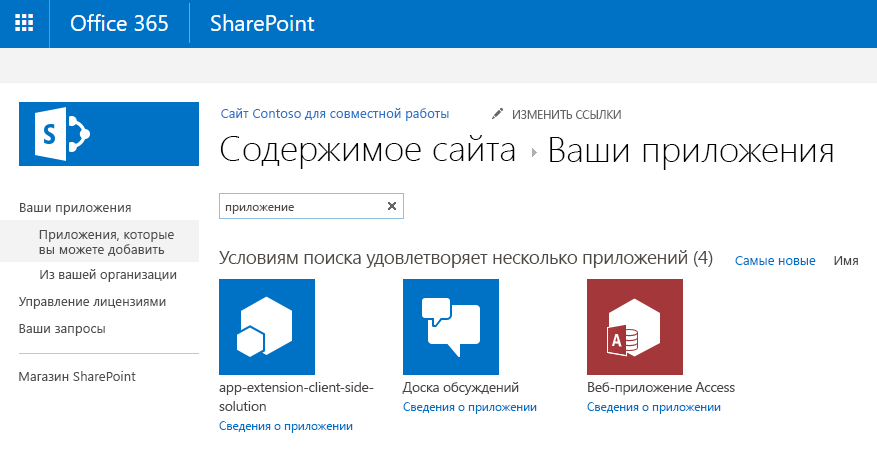 Office 365
SharePoint
S
Сайт Contoso для совместной работы
ИЗМЕНИТЬ ССЫЛКИ
Содержимое сайта
Ваши приложения
Ваши приложения
Приложения, которые
вы можете добавить
Из вашей организации
Управление лицензиями
Ваши запросы
Магазин SharePoint
приложение
Условиям поиска удовлетворяет несколько приложений (4)
Самые новые
Имя
app-extension-client-side-
solution
Сведения о приложении
Доска обсуждений
Сведения о приложении
A
Веб-приложение Access
Сведения о приложении